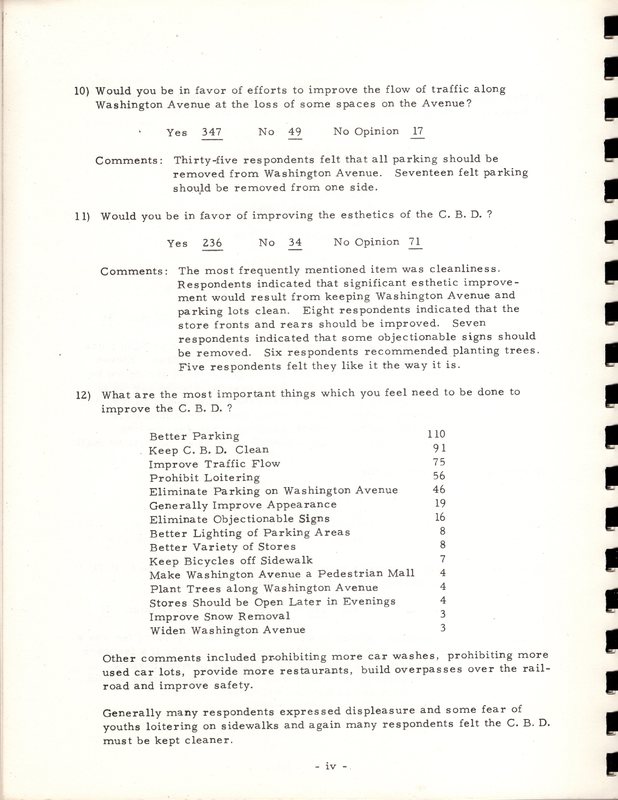 10) Would you be in favor of efforts to improve the flow of traffic along
Washington Avenue at the loss of some spaces on the Avenue?
Yes 347 No 49 No Opinion 17
Comments: Thirty-five respondents felt that all parking should be
removed from Washington Avenue. Seventeen felt parking
should be removed from one side.
11) Would you be in favor of improving the esthetics of the C. B. D. ?
Yes 236 No 34 No Opinion 71
Comments: The most frequently mentioned item was cleanliness.
Respondents indicated that significant esthetic improve-
ment would result from keeping Washington Avenue and
parking lots clean. Eight respondents indicated that the
store fronts and rears should be improved. Seven
respondents indicated that some objectionable signs should
be removed. Six respondents recommended planting trees.
Five respondents felt they like it the way it is.
12) What are the most important things which you feel need to be done to
improve the C. B. D. ?
Better Parking 110
Keep C. B. D. Clean 91
Improve Traffic Flow 75
Prohibit Loitering 56
Eliminate Parking on Washington Avenue 46
Generally Improve Appearance 19
Eliminate Objectionable Signs 16
Better Lighting of Parking Areas 8
Better Variety of Stores 8
Keep Bicycles off Sidewalk 7
Make Washington Avenue a Pedestrian Mall 4
Plant Trees along Washington Avenue 4
Stores Should be Open Later in Evenings 4
Improve Snow Removal 3
Widen Washington Avenue 3
Other comments included prohibiting more car washes, prohibiting more
used car lots, provide more restaurants, build overpasses over the rail-
road and improve safety.
Generally many respondents expressed displeasure and some fear of
youths loitering on sidewalks and again many respondents felt the C. B. D.
must be kept cleaner.
- iv -